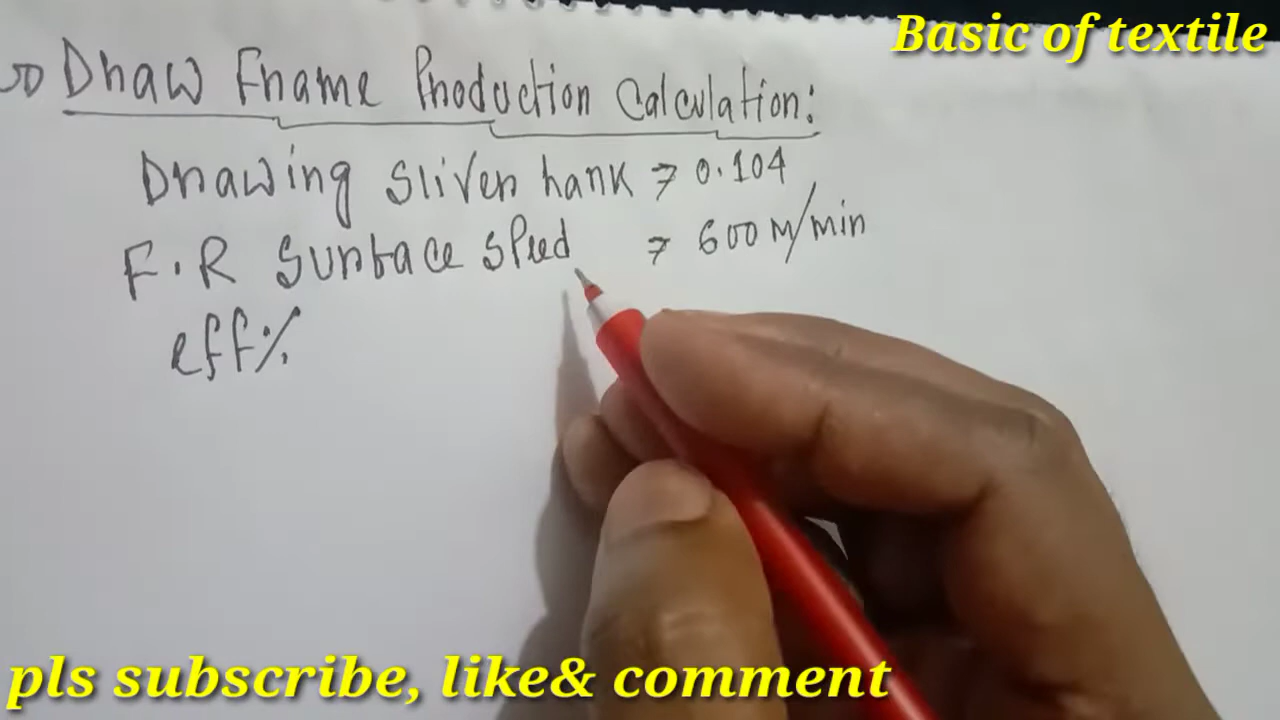 Basic of textile
Draw Frame Production Calculation:
Drawing sliver hank → 0.104
F.R Surface speed → 600 M/min
eff%
pls subscribe, like& comment